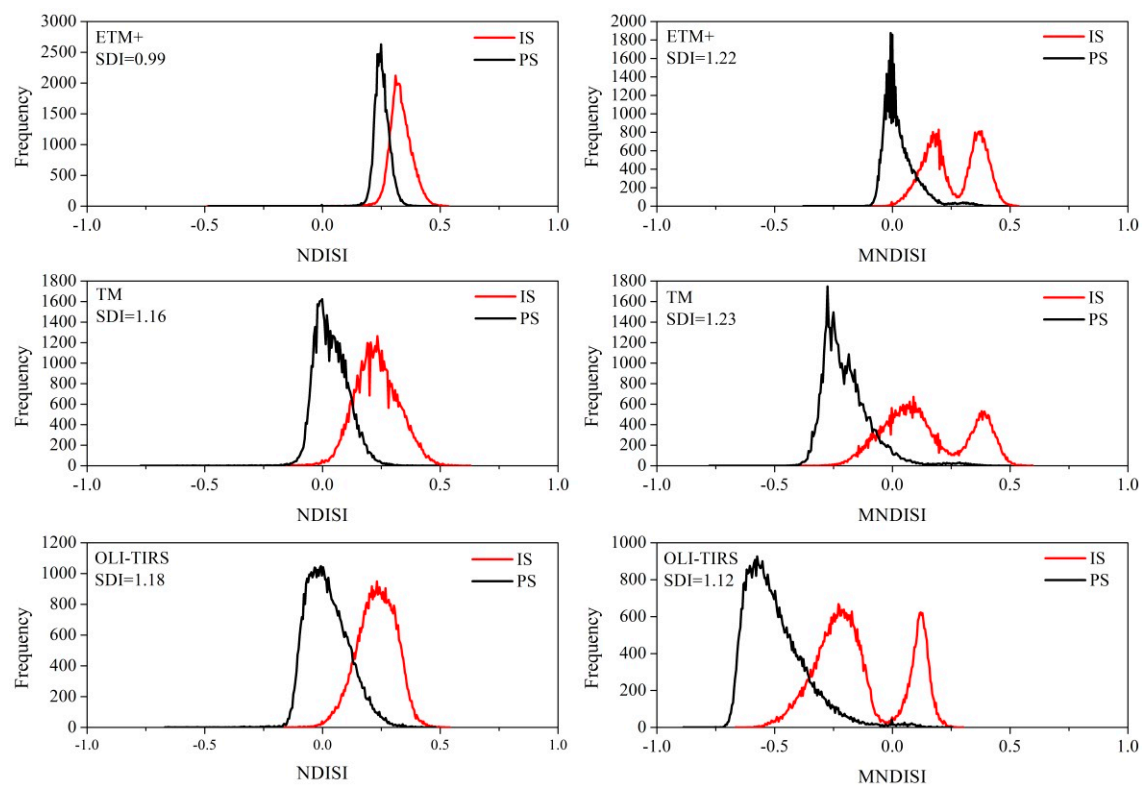 3000
2500
2000
1500
1000
500
0
Frequency
ETM+
SDI=0.99
IS
PS
-1.0
-0.5
0.0
0.5
1.0
NDISI
2000
1800
1600
1400
1200
1000
800
600
400
200
0
Frequency
ETM+
SDI=1.22
IS
PS
-1.0
-0.5
0.0
0.5
1.0
MNDISI
1800
1600
1400
1200
1000
800
600
400
200
0
Frequency
TM
SDI=1.16
IS
PS
-1.0
-0.5
0.0
0.5
1.0
NDISI
1800
1600
1400
1200
1000
800
600
400
200
0
Frequency
TM
SDI=1.23
IS
PS
-1.0
-0.5
0.0
0.5
1.0
MNDISI
1200
1000
800
600
400
200
0
Frequency
OLI-TIRS
SDI=1.18
IS
PS
-1.0
-0.5
0.0
0.5
1.0
NDISI
1000
800
600
400
200
0
Frequency
OLI-TIRS
SDI=1.12
IS
PS
-1.0
-0.5
0.0
0.5
1.0
MNDISI